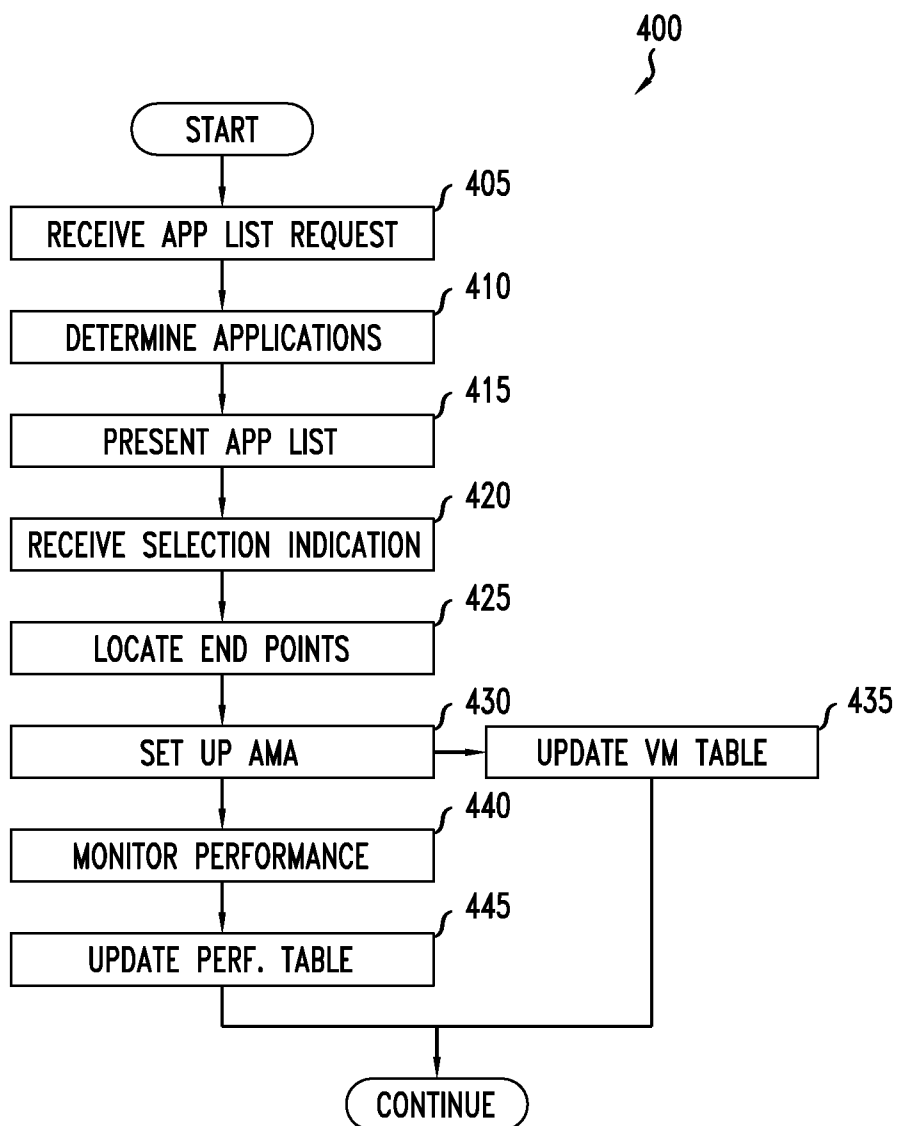 400
START
405
RECEIVE APP LIST REQUEST
410
DETERMINE APPLICATIONS
415
PRESENT APP LIST
420
RECEIVE SELECTION INDICATION
425
LOCATE END POINTS
430
SET UP AMA
435
UPDATE VM TABLE
440
MONITOR PERFORMANCE
445
UPDATE PERF. TABLE
CONTINUE